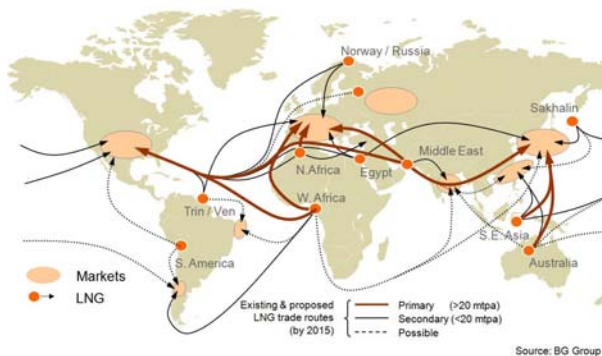 Norway / Russia
Sakhalin
Middle East
N.Africa
Egypt
Trin / Ven
W. Africa
S.E. Asia
S. America
Australia
Markets
LNG
Existing & proposed
LNG trade routes
(by 2015)
Primary (>20 mtpa)
Secondary (<20 mtpa)
Possible
Source: BG Group